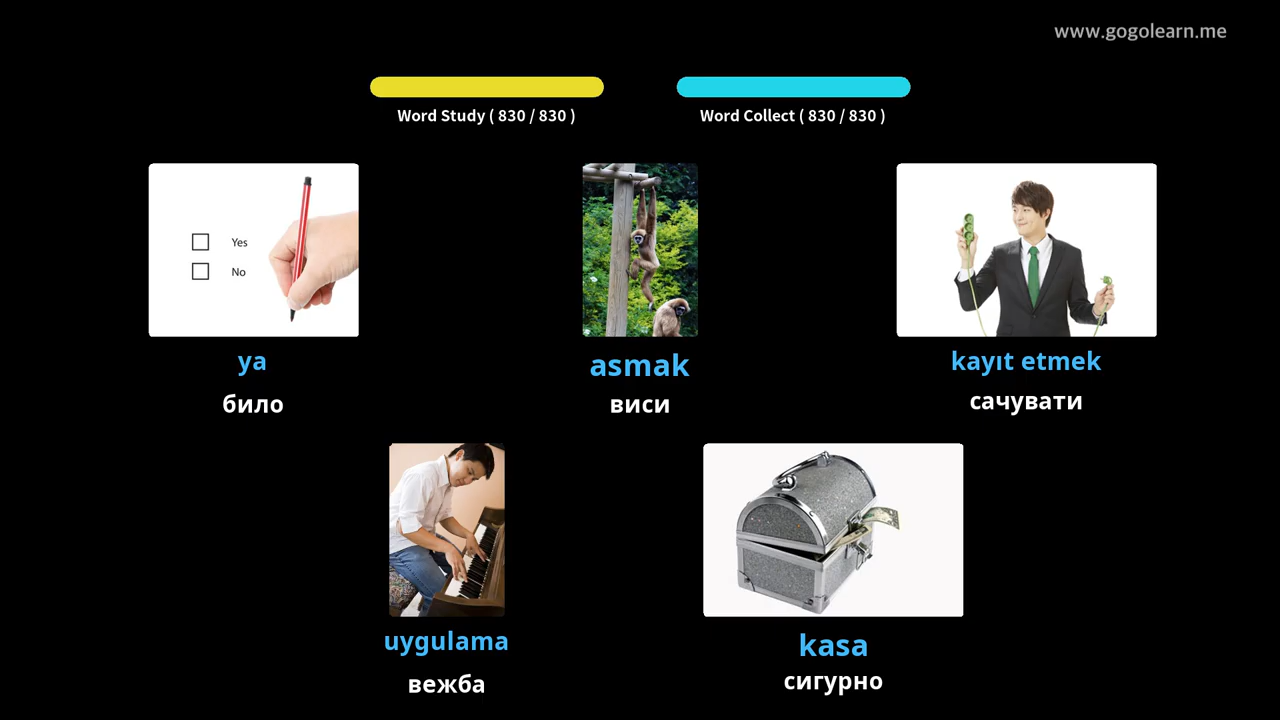 www.gogolearn.me
Word Study ( 830 / 830 )
Word Collect ( 830 / 830 )
Yes
No
ya
asmak
kayıt etmek
било
виси
сачувати
uygulama
kasa
вежба
сигурно